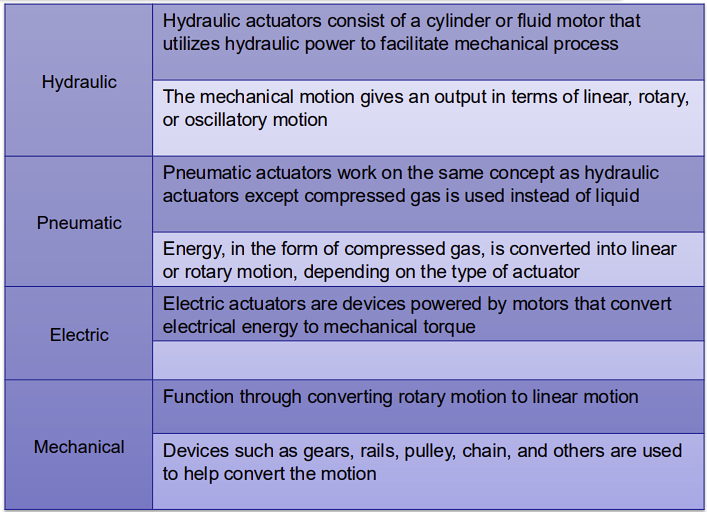 Hydraulic
Hydraulic actuators consist of a cylinder or fluid motor that
utilizes hydraulic power to facilitate mechanical process
The mechanical motion gives an output in terms of linear, rotary,
or oscillatory motion
Pneumatic
Pneumatic actuators work on the same concept as hydraulic
actuators except compressed gas is used instead of liquid
Energy, in the form of compressed gas, is converted into linear
or rotary motion, depending on the type of actuator
Electric
Electric actuators are devices powered by motors that convert
electrical energy to mechanical torque
Mechanical
Function through converting rotary motion to linear motion
Devices such as gears, rails, pulley, chain, and others are used
to help convert the motion